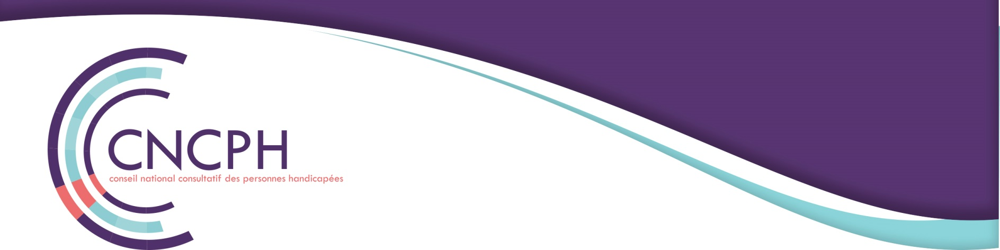 CNCPH
conseil national consultatif des personnes handicapées